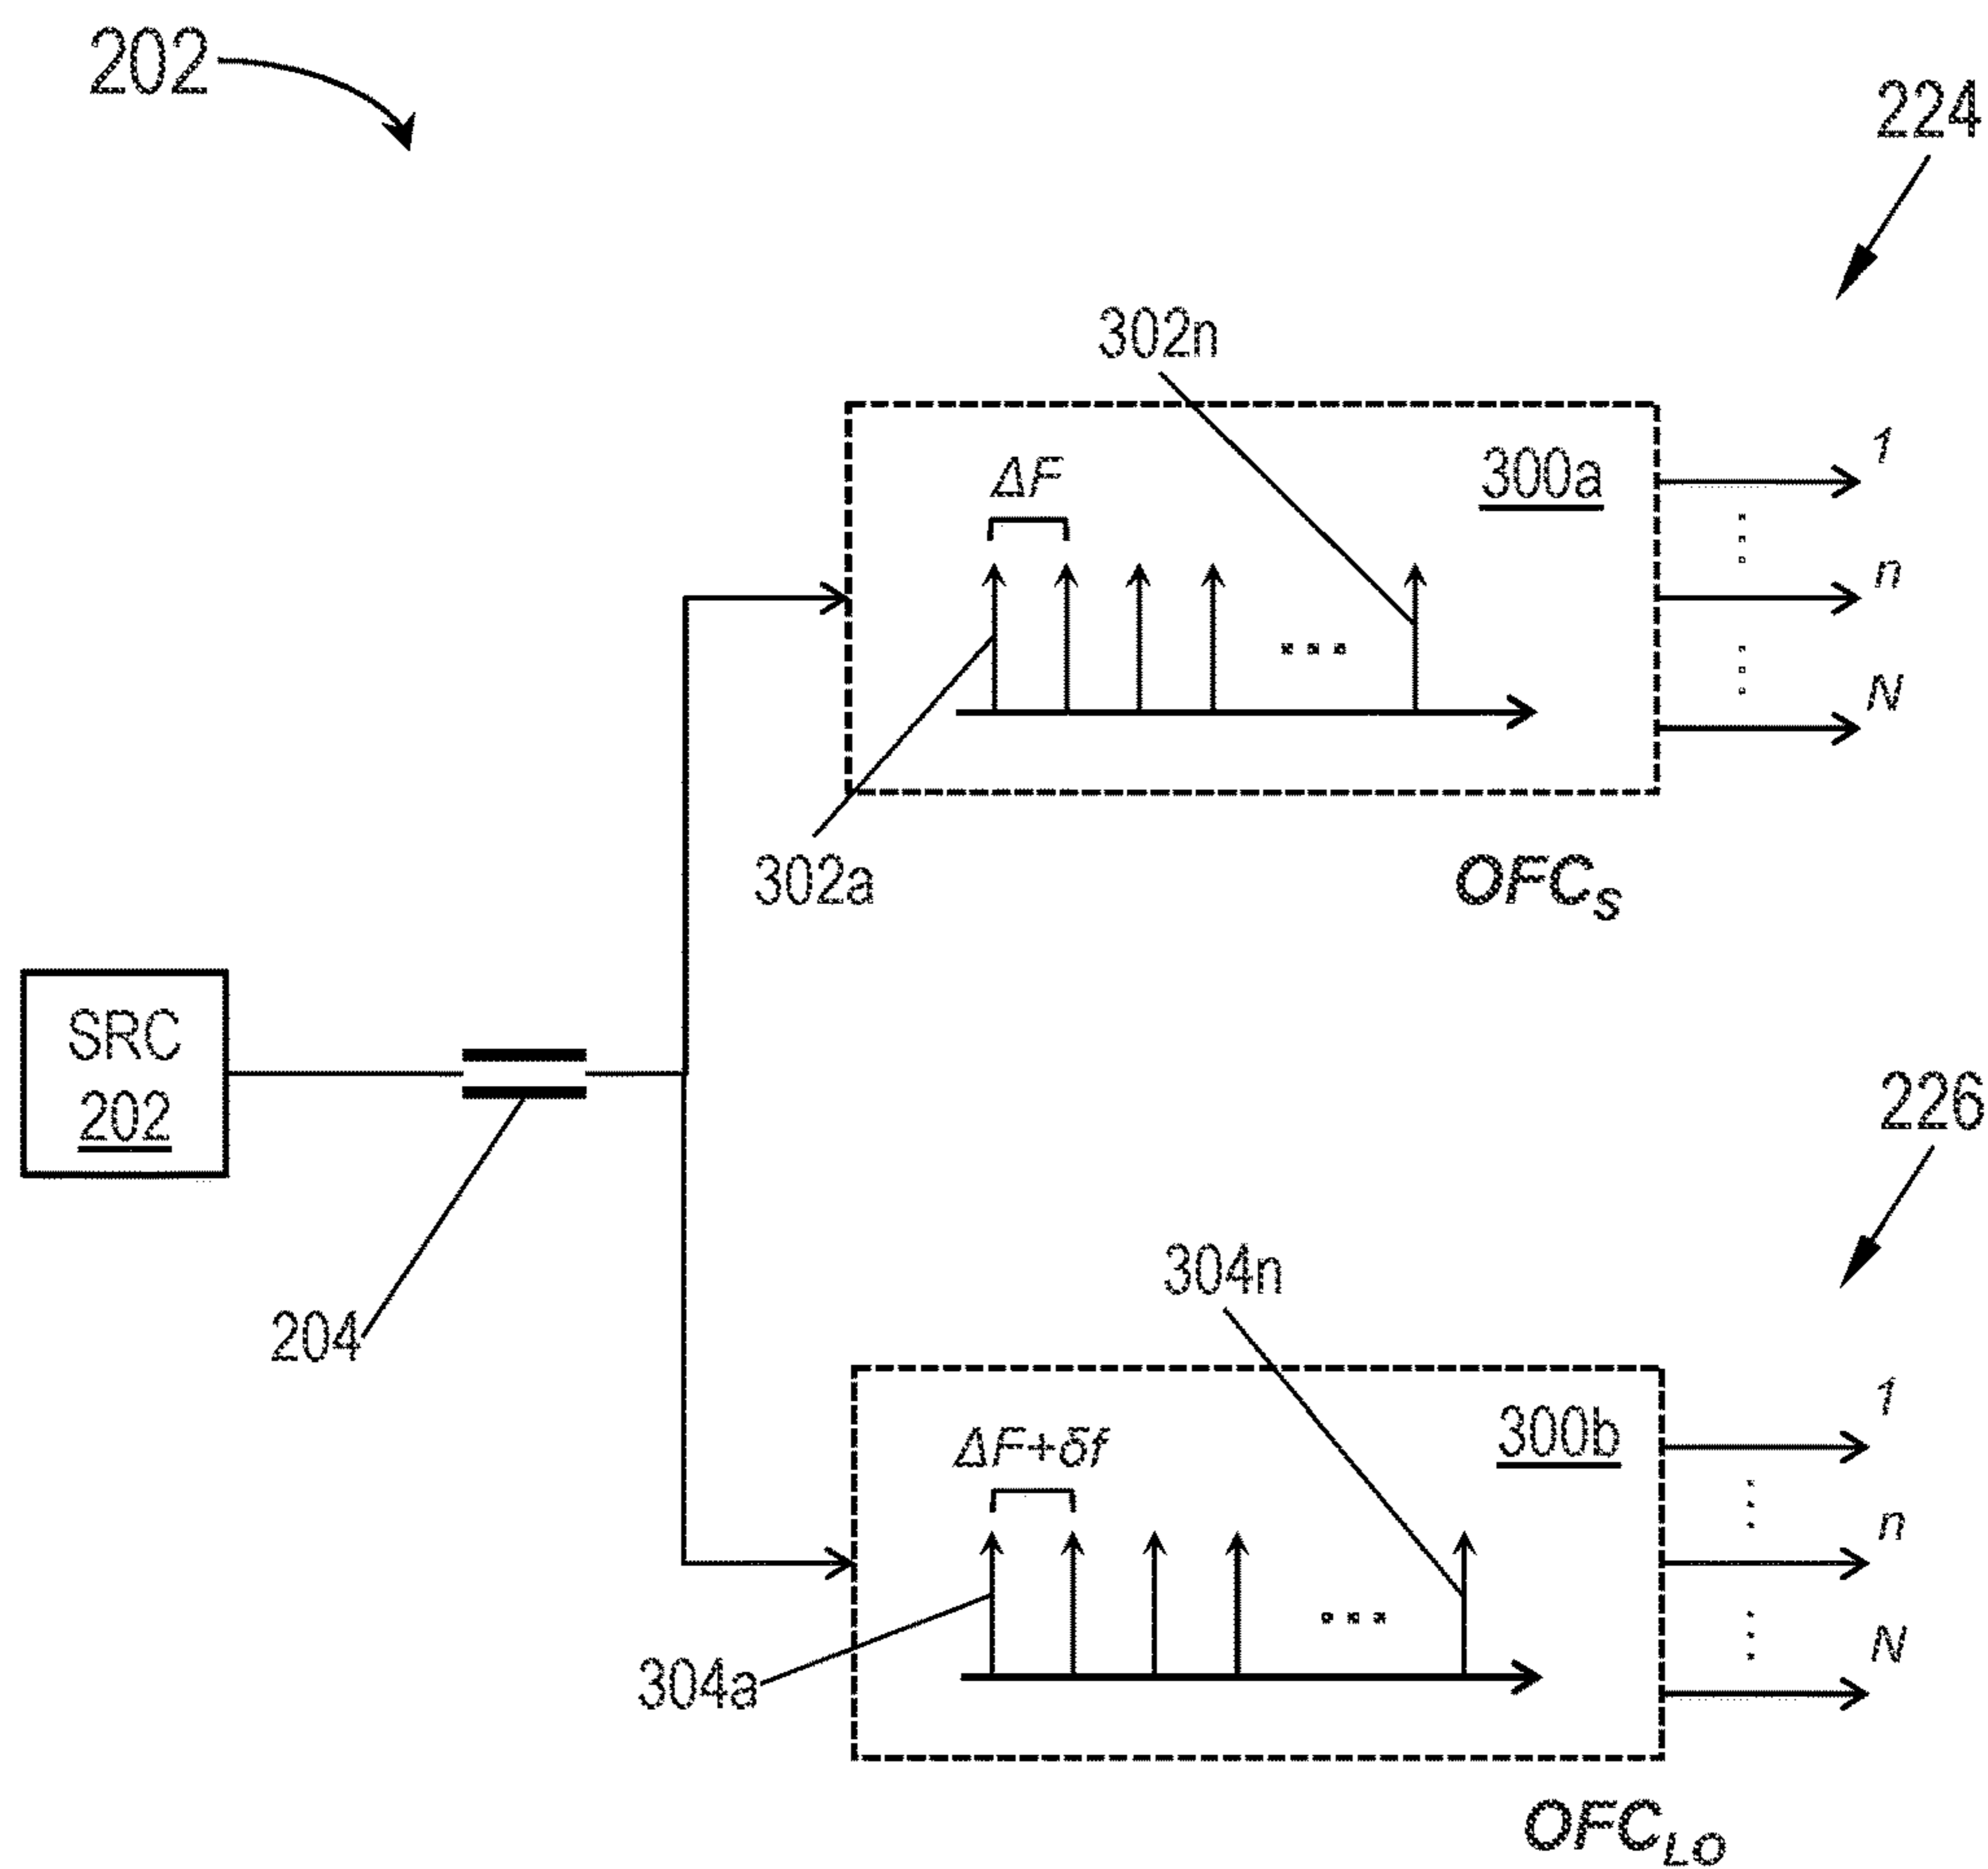 202
224
302n
ΔF
300a
1
n
N
302a
OFCS
SRC
202
204
226
304n
ΔF+δf
300b
1
n
N
304a
OFCLO